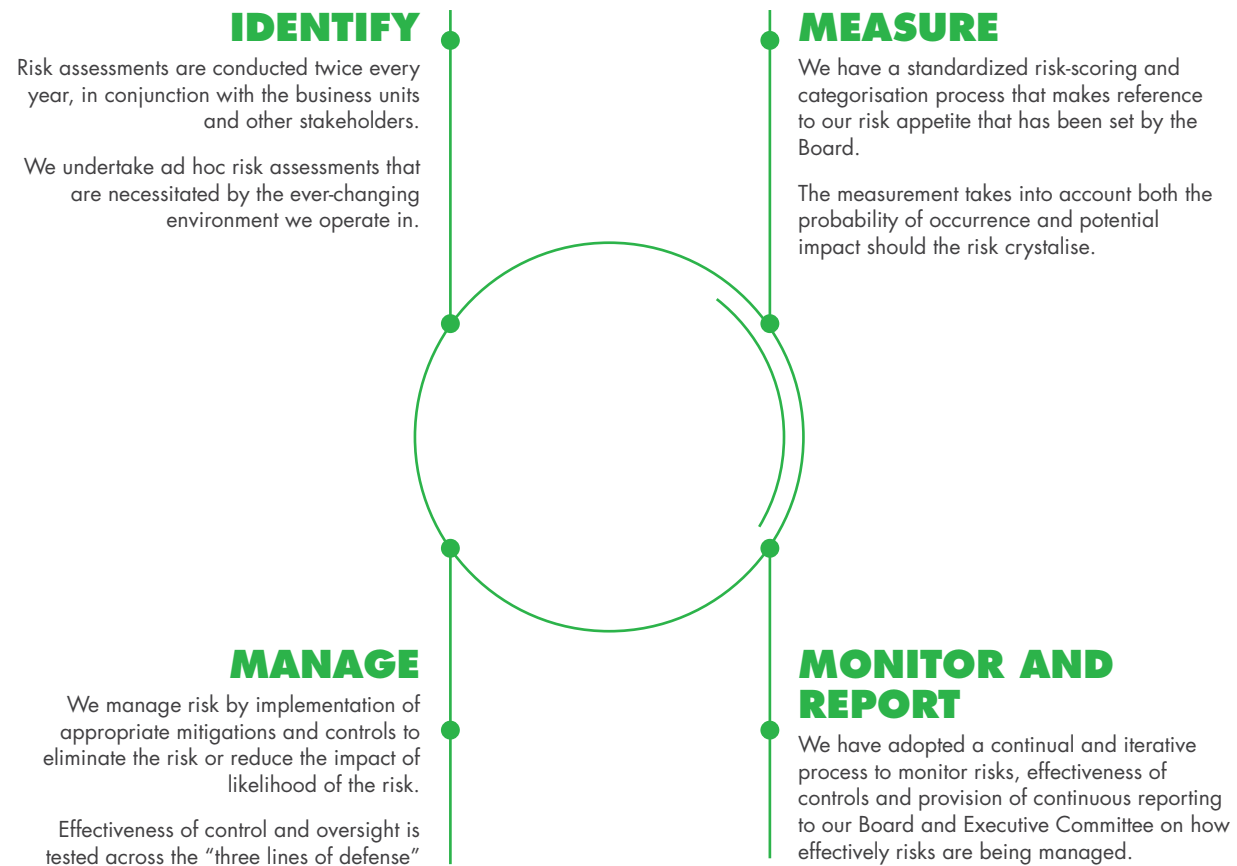 IDENTIFY
Risk assessments are conducted twice every
year, in conjunction with the business units
and other stakeholders.
We undertake ad hoc risk assessments that
are necessitated by the ever-changing
environment we operate in.
MEASURE
We have a standardized risk-scoring and
categorisation process that makes reference
to our risk appetite that has been set by the
Board.
The measurement takes into account both the
probability of occurrence and potential
impact should the risk crystalise.
MANAGE
We manage risk by implementation of
appropriate mitigations and controls to
eliminate the risk or reduce the impact of
likelihood of the risk.
Effectiveness of control and oversight is
tested across the “three lines of defense”
MONITOR AND
REPORT
We have adopted a continual and iterative
process to monitor risks, effectiveness of
controls and provision of continuous reporting
to our Board and Executive Committee on how
effectively risks are being managed.